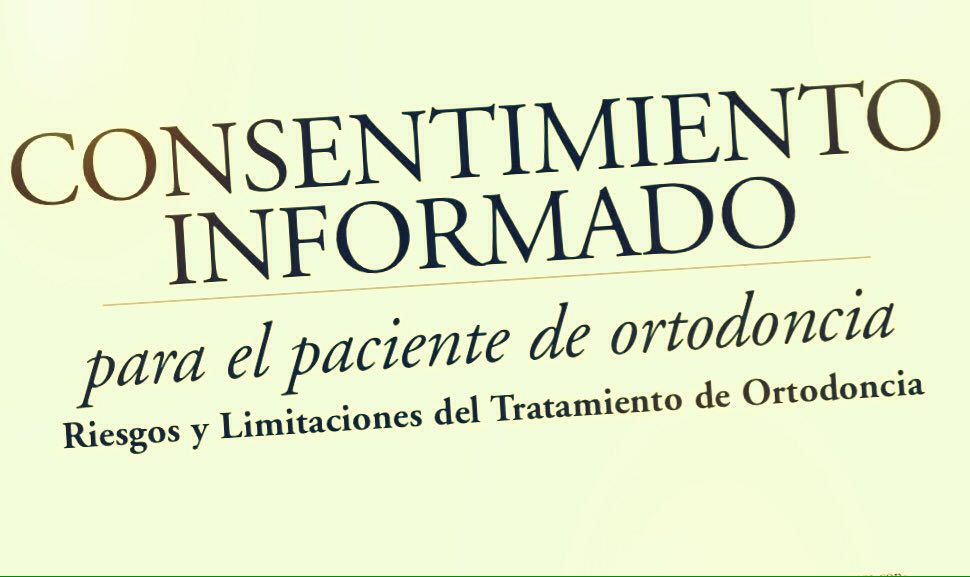 CONSENTIMIENTO
INFORMADO
para el paciente de ortodoncia
Riesgos y Limitaciones del Tratamiento de Ortodoncia